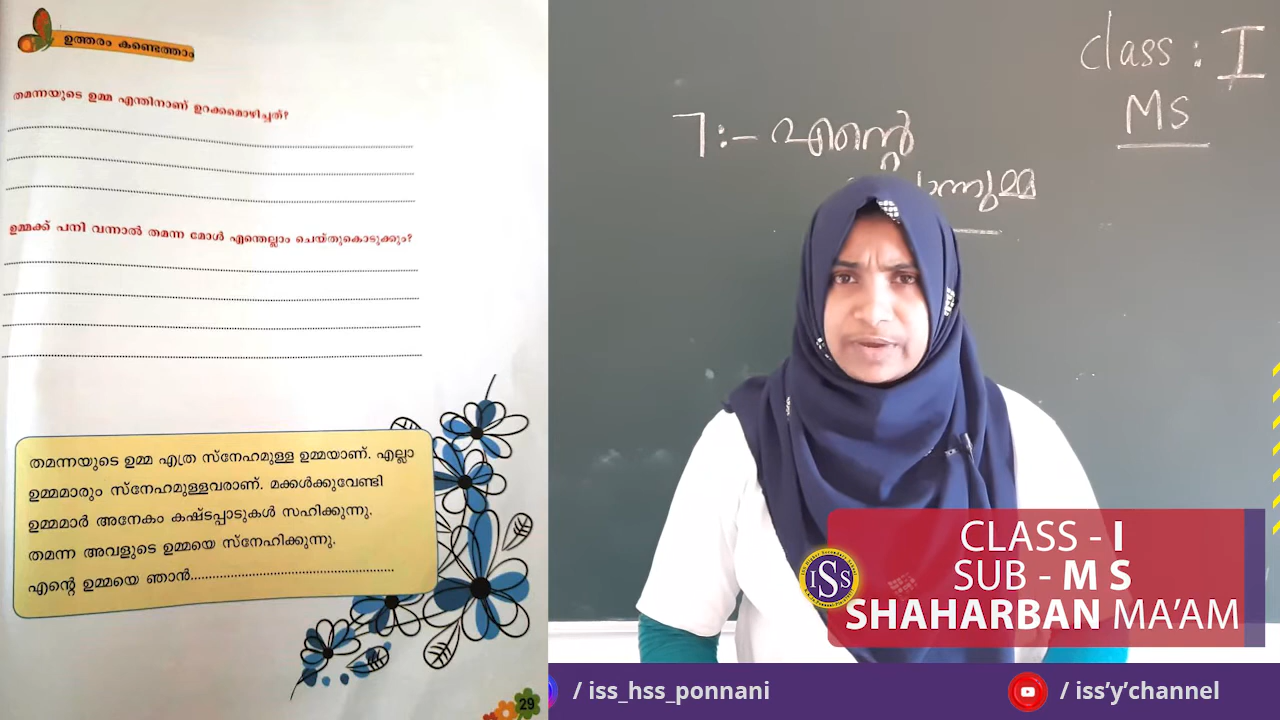 ഉത്തരം കണ്ടെത്താം
തമന്നയുടെ ഉമ്മ എന്തിനാണ് ഉറക്കമൊഴിച്ചത്?
ഉമ്മക്ക് പനി വന്നാൽ തമന്ന മോൾ എന്തെല്ലാം ചെയ്തുകൊടുക്കും?
തമന്നയുടെ ഉമ്മ എത്ര സ്നേഹമുള്ള ഉമ്മയാണ്. എല്ലാ
ഉമ്മമാരും സ്നേഹമുള്ളവരാണ്. മക്കൾക്കുവേണ്ടി
ഉമ്മമാർ അനേകം കഷ്ടപ്പാടുകൾ സഹിക്കുന്നു.
തമന്ന അവളുടെ ഉമ്മയെ സ്നേഹിക്കുന്നു.
എന്റെ ഉമ്മയെ ഞാൻ........................................................
29
class : I
Ms
7:- എന്റെ
CLASS - I
SUB - M S
SHAHARBAN MA'AM
ISS
/ iss_hss_ponnani
/ iss'y'channel